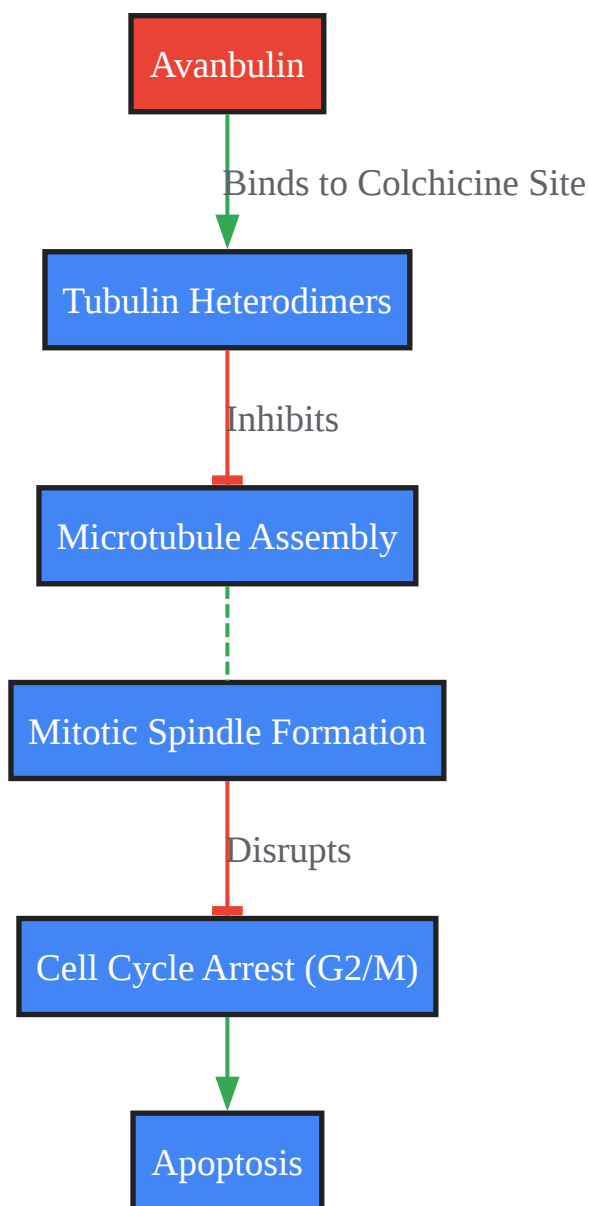 Avanbulin
Binds to Colchicine Site
Tubulin Heterodimers
Inhibits
Microtubule Assembly
Mitotic Spindle Formation
Disrupts
Cell Cycle Arrest (G2/M)
Apoptosis